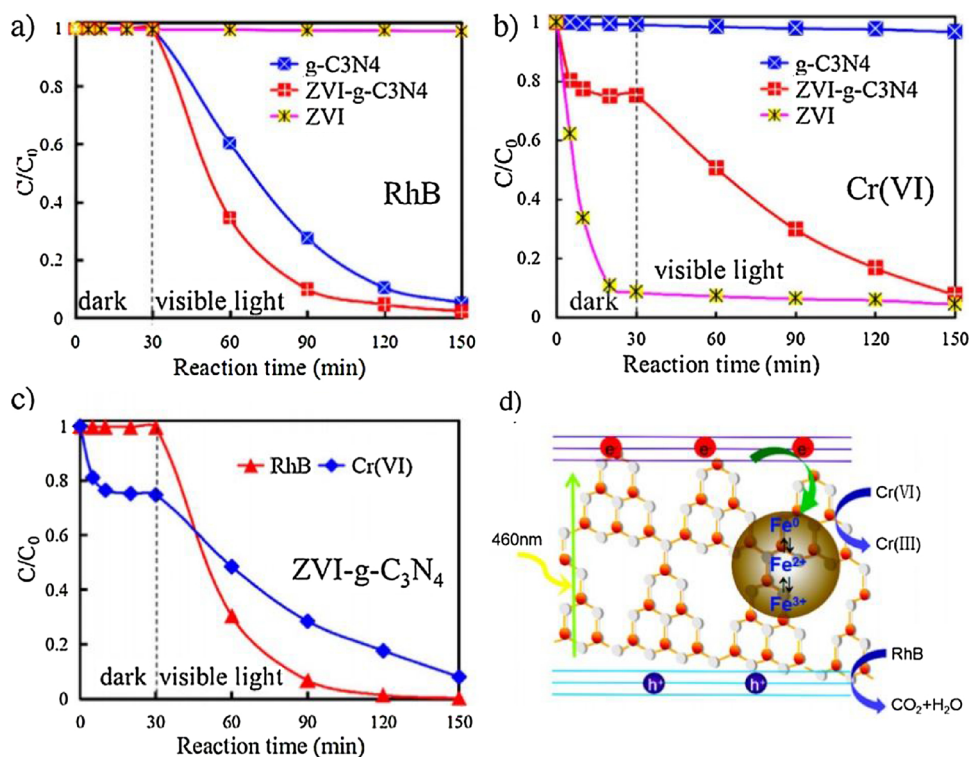 a)
1
0.8
0.6
0.4
0.2
0
C/C0
g-C3N4
ZVI-g-C3N4
ZVI
RhB
dark
visible light
0 30 60 90 120 150
Reaction time (min)
b)
1
0.8
0.6
0.4
0.2
0
C/C0
g-C3N4
ZVI-g-C3N4
ZVI
Cr(VI)
visible light
dark
0 30 60 90 120 150
Reaction time (min)
c)
1
0.8
0.6
0.4
0.2
0
C/C0
RhB Cr(VI)
ZVI-g-C3N4
dark visible light
0 30 60 90 120 150
Reaction time (min)
d)
e- e- e-
460nm
Fe0
Fe2+
Fe3+
Cr(VI)
Cr(III)
RhB
h+ h+
CO2+H2O